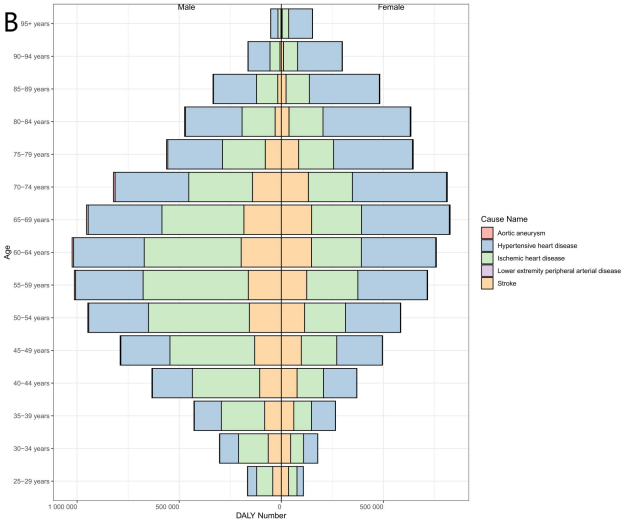 B
Male Female
95+ years
90−94 years
85−89 years
80−84 years
75−79 years
70−74 years
65−69 years
60−64 years
55−59 years
50−54 years
45−49 years
40−44 years
35−39 years
30−34 years
25−29 years
Age
1 000 000 500 000 0 500 000
DALY Number
Cause Name
Aortic aneurysm
Hypertensive heart disease
Ischemic heart disease
Lower extremity peripheral arterial disease
Stroke